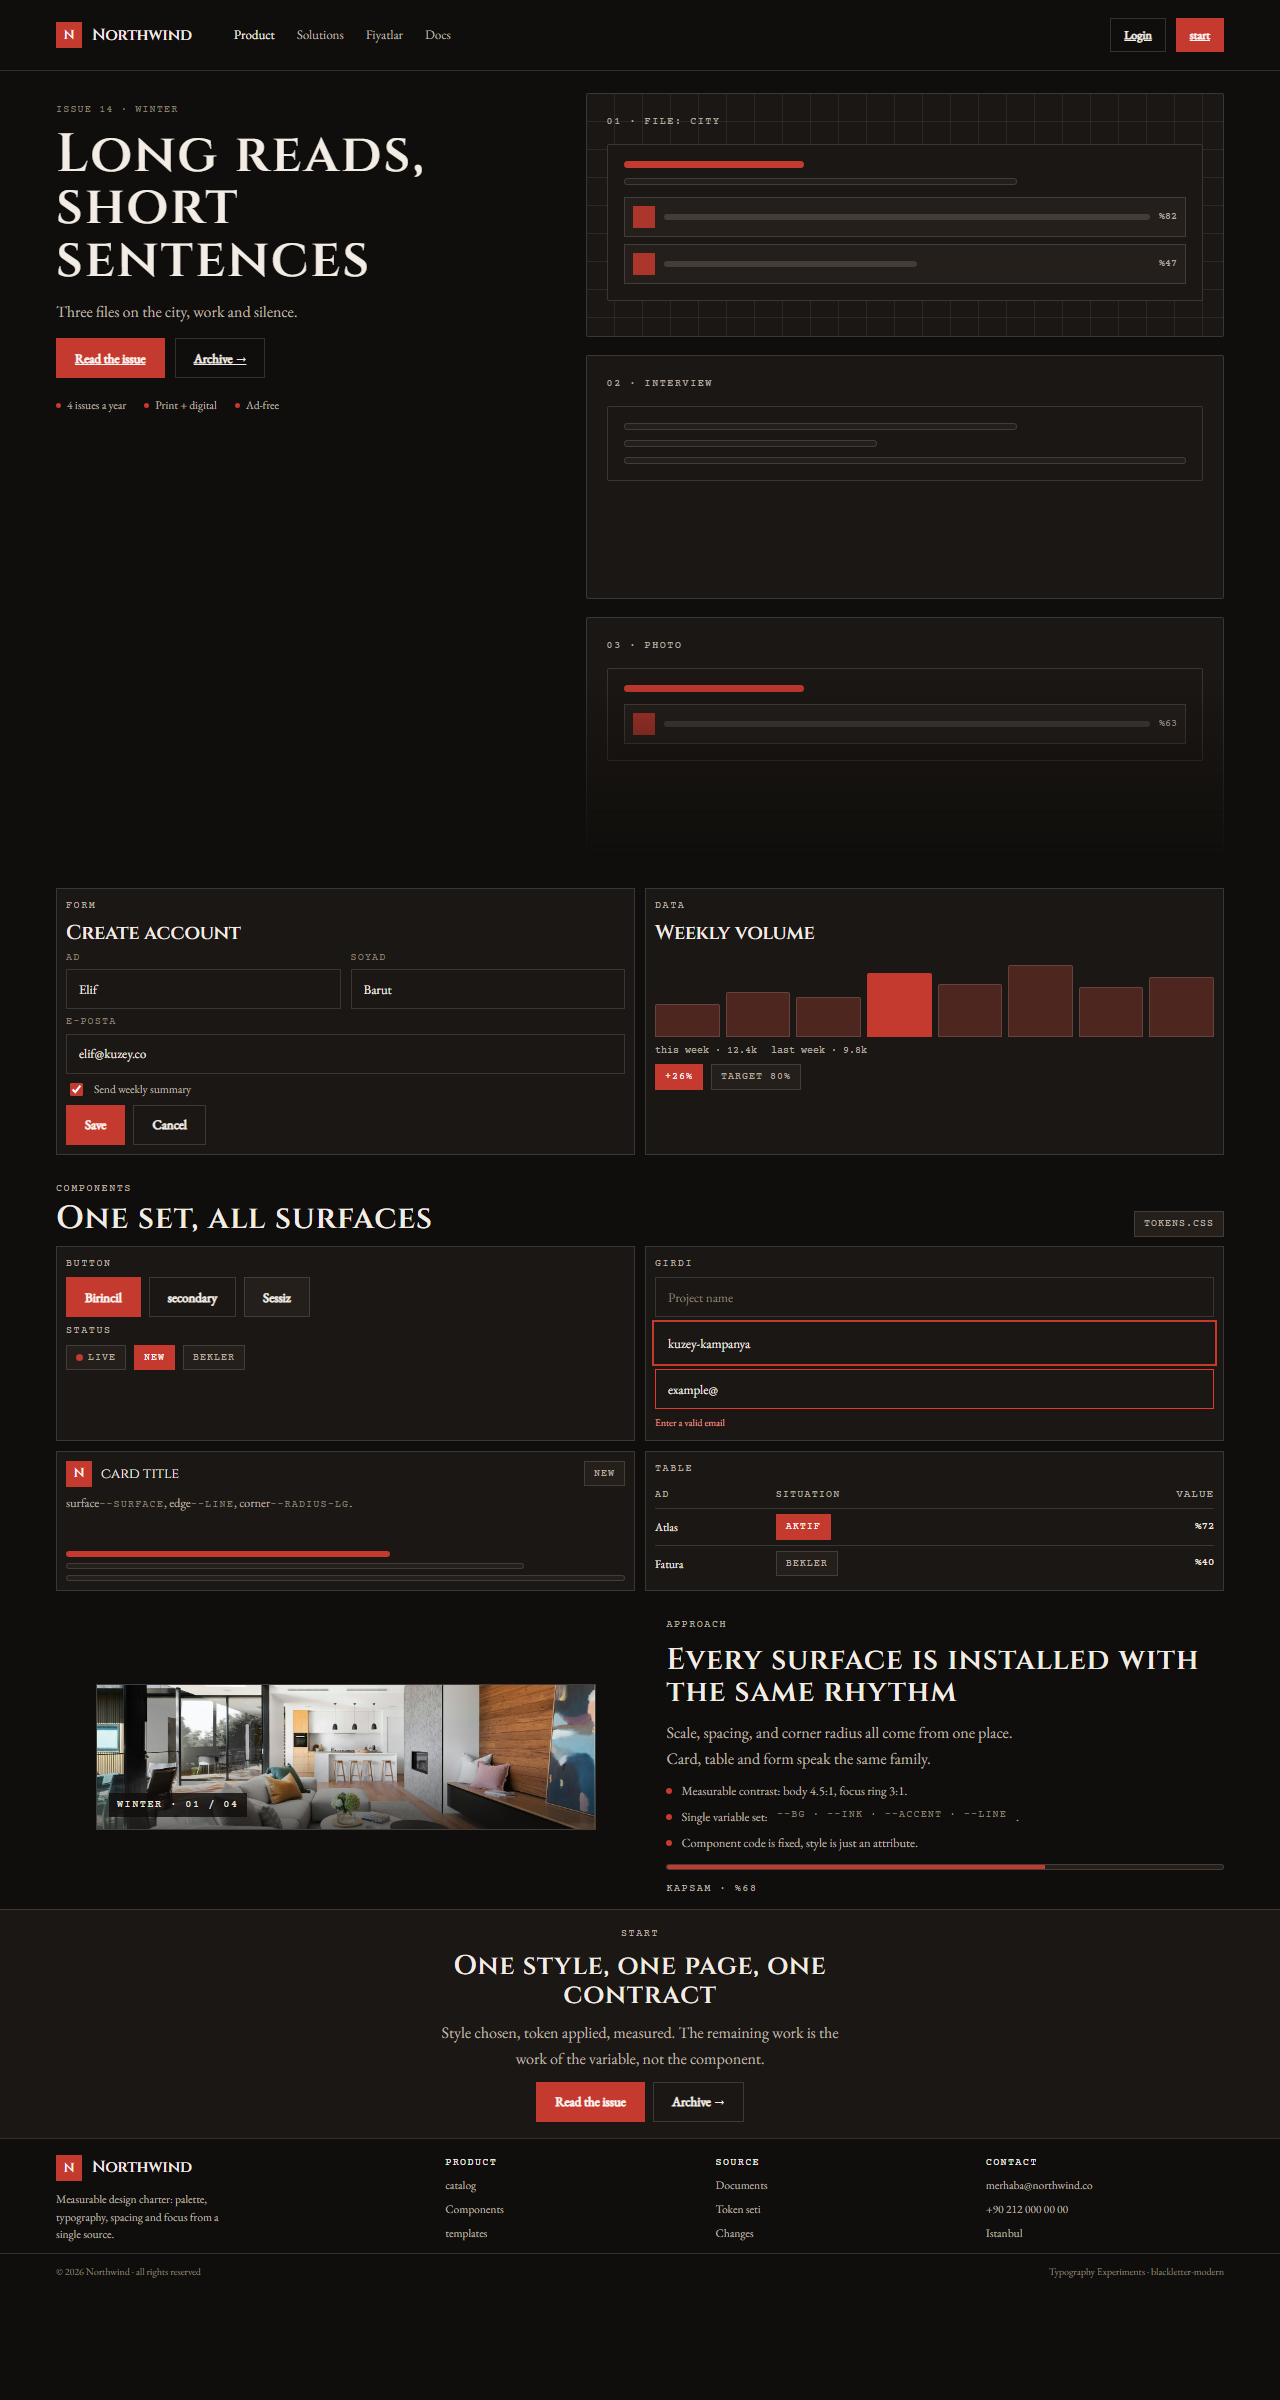 N Northwind Product Solutions Fiyatlar Docs Login start
ISSUE 14 · WINTER
Long reads,
short
sentences
Three files on the city, work and silence.
Read the issue Archive →
4 issues a year Print + digital Ad-free
01 · FILE: CITY
%82
%47
02 · INTERVIEW
03 · PHOTO
%63
FORM
Create account
AD SOYAD
Elif Barut
E-POSTA
elif@kuzey.co
Send weekly summary
Save Cancel
DATA
Weekly volume
this week · 12.4k last week · 9.8k
+26% TARGET 80%
COMPONENTS
One set, all surfaces
TOKENS.CSS
BUTTON
Birincil secondary Sessiz
STATUS
LIVE NEW BEKLER
GIRDI
Project name
kuzey-kampanya
example@
Enter a valid email
N CARD TITLE NEW
surface--SURFACE, edge--LINE, corner--RADIUS-LG.
TABLE
AD SITUATION VALUE
Atlas AKTIF %72
Fatura BEKLER %40
WINTER · 01 / 04
APPROACH
Every surface is installed with
the same rhythm
Scale, spacing, and corner radius all come from one place.
Card, table and form speak the same family.
Measurable contrast: body 4.5:1, focus ring 3:1.
Single variable set: --BG · --INK · --ACCENT · --LINE .
Component code is fixed, style is just an attribute.
KAPSAM · %68
START
One style, one page, one
contract
Style chosen, token applied, measured. The remaining work is the
work of the variable, not the component.
Read the issue Archive →
N Northwind
Measurable design charter: palette,
typography, spacing and focus from a
single source.
PRODUCT
catalog
Components
templates
SOURCE
Documents
Token seti
Changes
CONTACT
merhaba@northwind.co
+90 212 000 00 00
Istanbul
© 2026 Northwind · all rights reserved
Typography Experiments · blackletter-modern